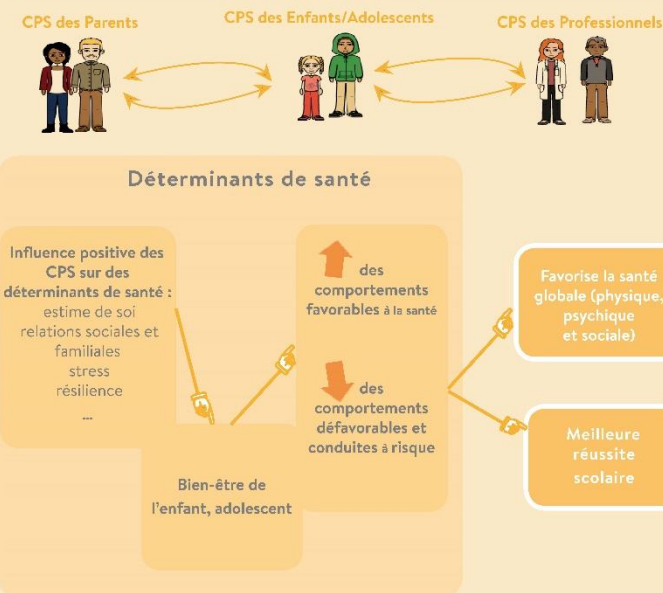 CPS des Parents
CPS des Enfants/Adolescents
CPS des Professionnels
Déterminants de santé
Influence positive des
CPS sur des
déterminants de santé :
estime de soi
relations sociales et
familiales
stress
résilience
...
Bien-être de
l'enfant, adolescent
des
comportements
favorables à la santé
des
comportements
défavorables et
conduites à risque
Favorise la santé
globale (physique,
psychique
et sociale)
Meilleure
réussite
scolaire